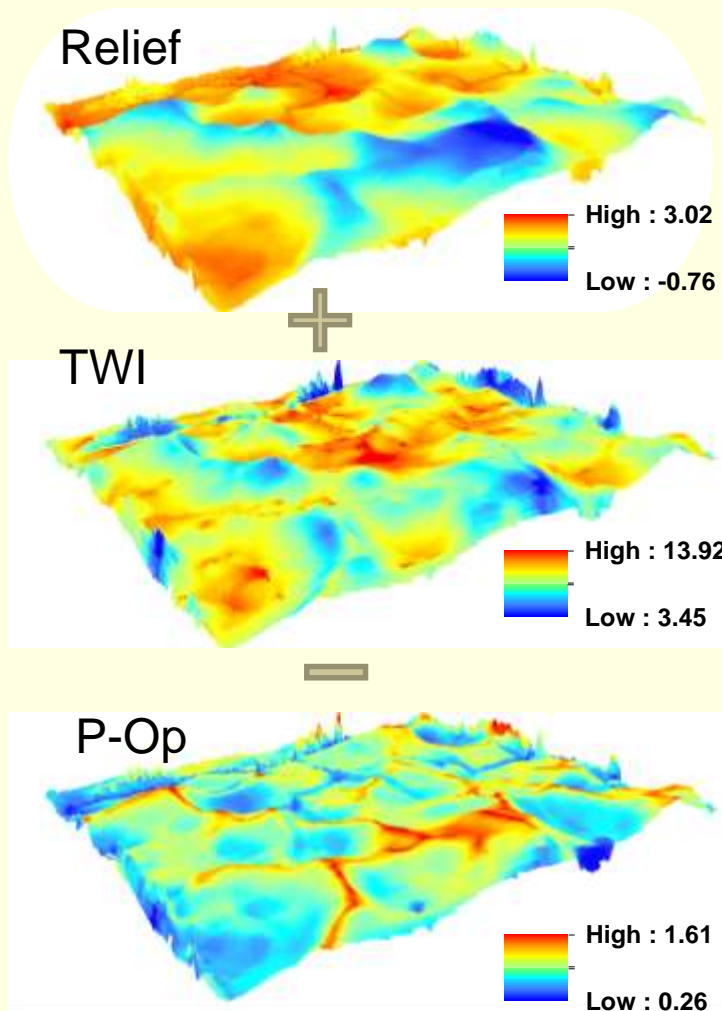 Relief
High : 3.02
Low : -0.76
+
TWI
High : 13.92
Low : 3.45
−
P-Op
High : 1.61
Low : 0.26